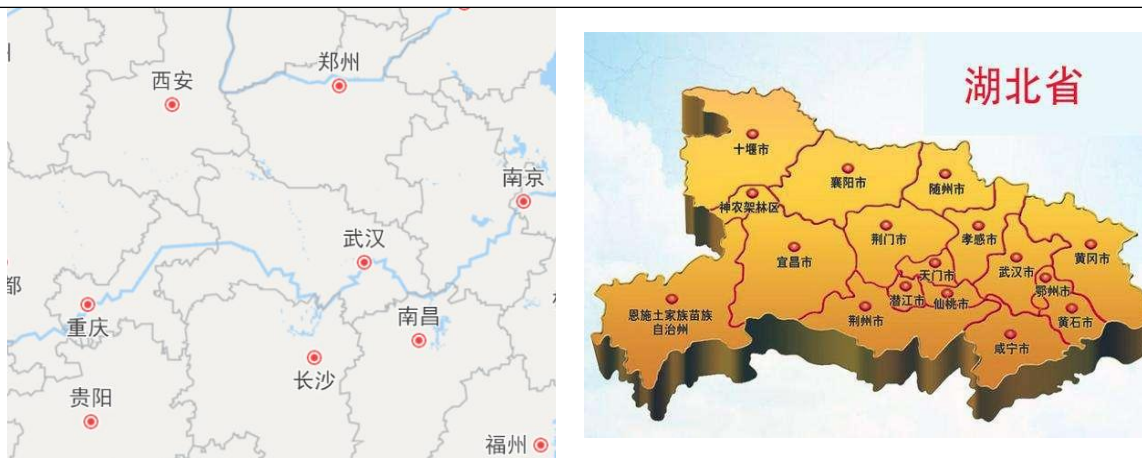 郑州
西安
南京
武汉
都
重庆
南昌
长沙
贵阳
福州
湖北省
十堰市
襄阳市
随州市
神农架林区
荆门市
孝感市
宜昌市
武汉市
黄冈市
天门市
鄂州市
潜江市
仙桃市
恩施土家族苗族
自治州
荆州市
黄石市
咸宁市